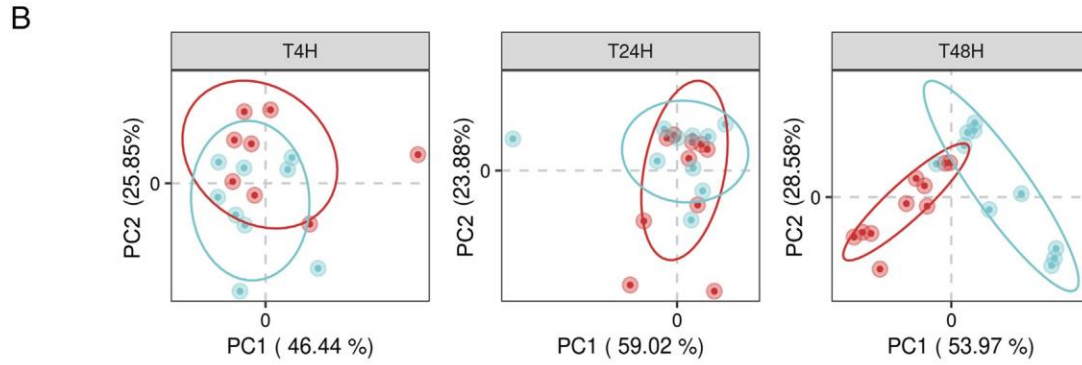 B
T4H
T24H
T48H
PC2 (25.85%)
0
0
PC1 ( 46.44 %)
PC2 (23.88%)
0
0
PC1 ( 59.02 %)
PC2 (28.58%)
0
0
PC1 ( 53.97 %)